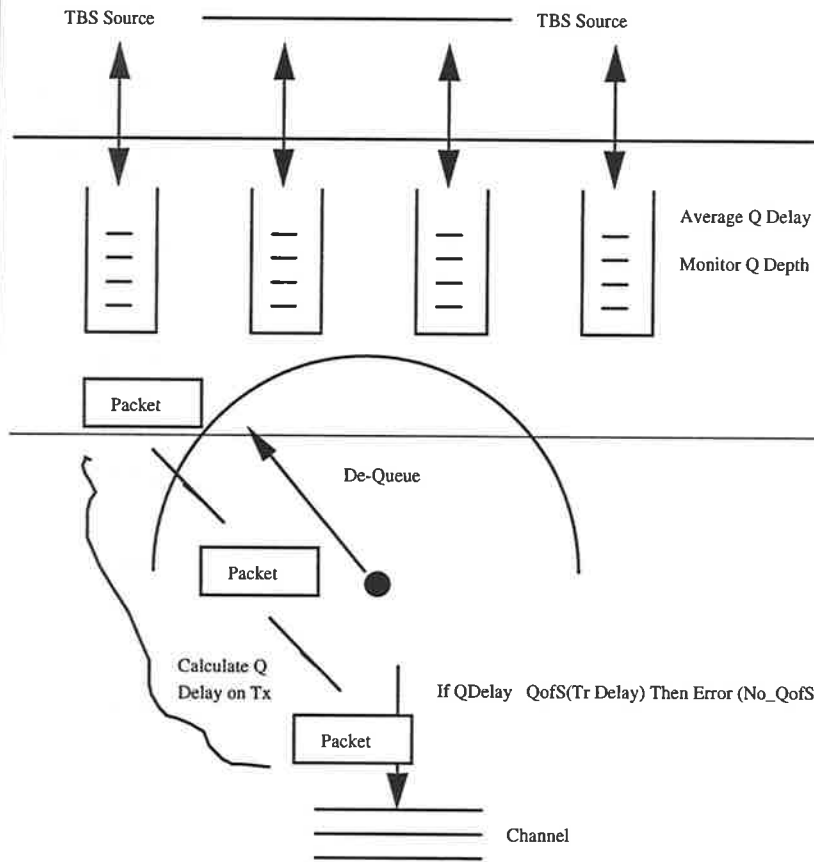 TBS Source
TBS Source
Average Q Delay
Monitor Q Depth
Packet
De-Queue
Packet
Calculate Q
Delay on Tx
If QDelay QofS(Tr Delay) Then Error (No_QofS
Packet
Channel